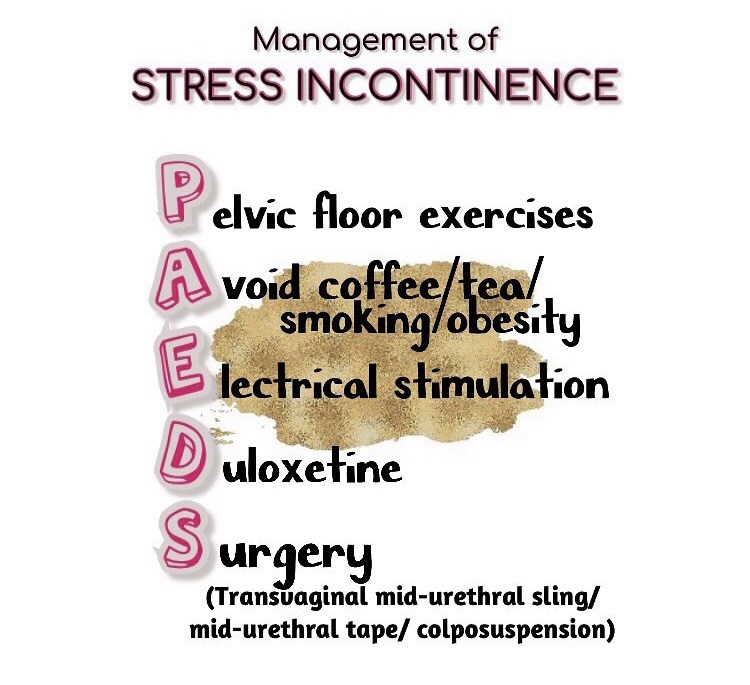 Management of
STRESS INCONTINENCE
Pelvic floor exercises
Avoid coffee/tea/
smoking/obesity
Electrical stimulation
Duloxetine
Surgery
(Transvaginal mid-urethral sling/
mid-urethral tape/ colposuspension)